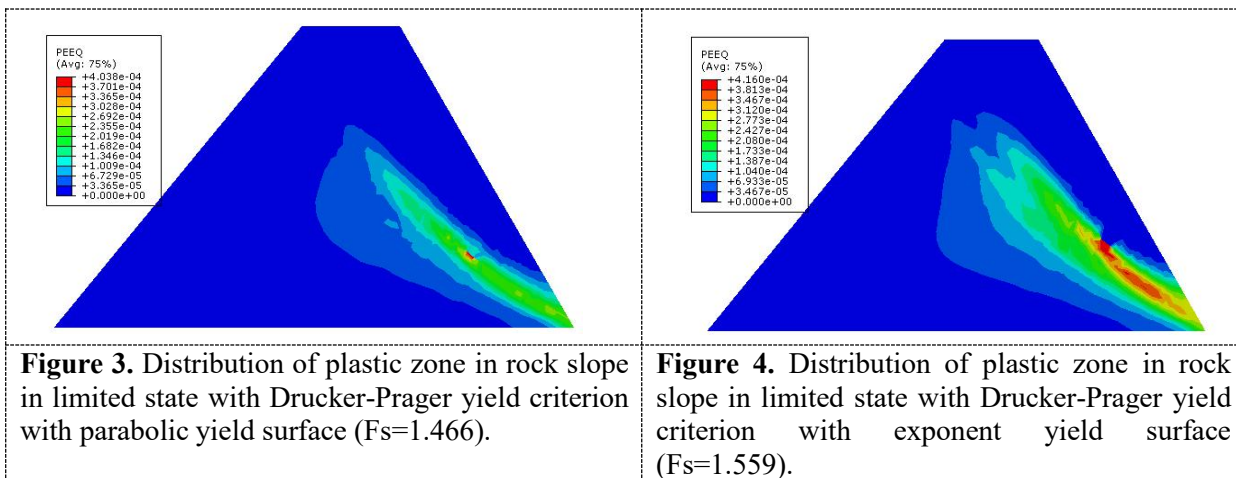 PEEQ
(Avg: 75%)
+4.038e-04
+3.701e-04
+3.365e-04
+3.028e-04
+2.692e-04
+2.355e-04
+2.019e-04
+1.682e-04
+1.346e-04
+1.009e-04
+6.729e-05
+3.365e-05
+0.000e+00
PEEQ
(Avg: 75%)
+4.160e-04
+3.813e-04
+3.467e-04
+3.120e-04
+2.773e-04
+2.427e-04
+2.080e-04
+1.733e-04
+1.387e-04
+1.040e-04
+6.933e-05
+3.467e-05
+0.000e+00
Figure 3. Distribution of plastic zone in rock slope
in limited state with Drucker-Prager yield criterion
with parabolic yield surface (Fs=1.466).
Figure 4. Distribution of plastic zone in rock
slope in limited state with Drucker-Prager yield
criterion with exponent yield surface
(Fs=1.559).